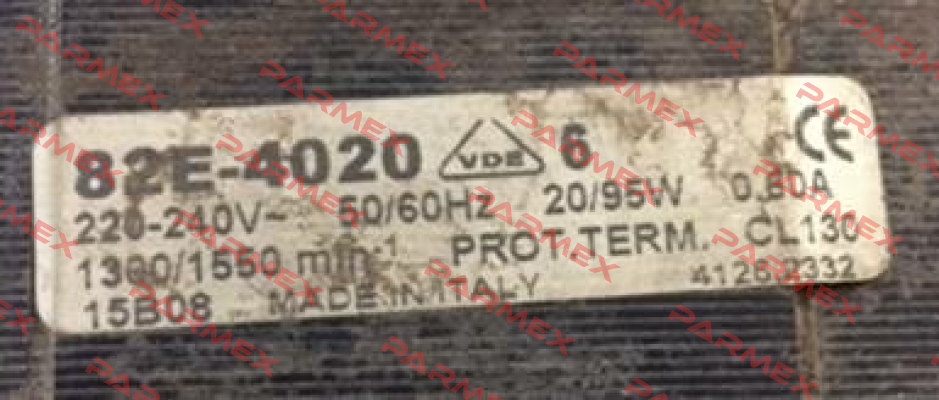 82E-4020 VDE 6 CE
220-240V~ 50/60Hz 20/95W 0.80A
1300/1550 min-1 PROT.TERM. CL130
15B08 MADE IN ITALY
PARMEX